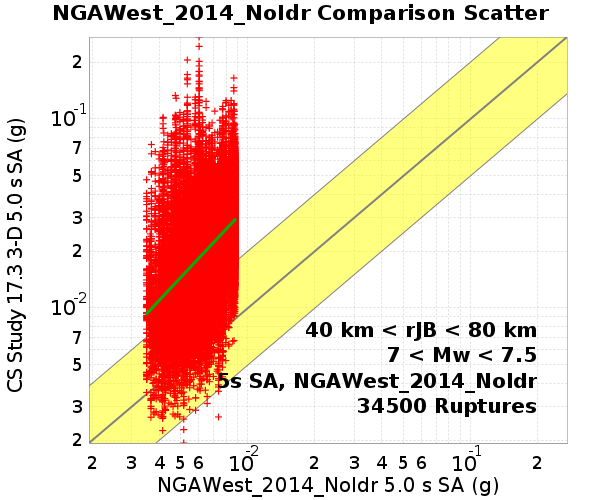 NGAWest_2014_NoIdr Comparison Scatter
CS Study 17.3 3-D 5.0 s SA (g)
2
10^-1
7
5
3
2
10^-2
7
5
3
2
40 km < rJB < 80 km
7 < Mw < 7.5
5s SA, NGAWest_2014_NoIdr
34500 Ruptures
2 3 4 5 6 10^-2 2 3 4 5 6 10^-1 2
NGAWest_2014_NoIdr 5.0 s SA (g)